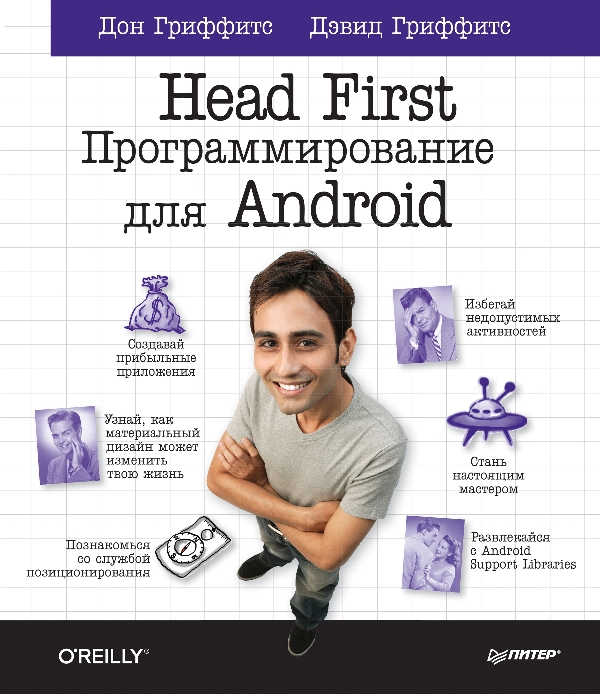 Дон Гриффитс Дэвид Гриффитс
Head First
Программирование
для Android
Создавай
прибыльные
приложения
Избегай
недопустимых
активностей
Узнай, как
материальный
дизайн может
изменить
твою жизнь
Стань
настоящим
мастером
Познакомься
со службой
позиционирования
Развлекайся
с Android
Support Libraries
O'REILLY®
ПИТЕР®